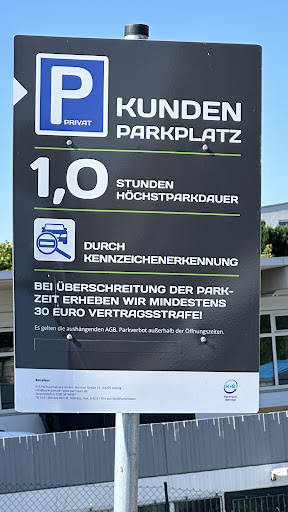 P
PRIVAT
KUNDEN
PARKPLATZ
1,0 STUNDEN
HÖCHSTPARKDAUER
DURCH
KENNZEICHENERKENNUNG
BEI ÜBERSCHREITUNG DER PARK-
ZEIT ERHEBEN WIR MINDESTENS
30 EURO VERTRAGSSTRAFE!
Es gelten die aushängenden AGB. Parkverbot außerhalb der Öffnungszeiten.
Betreiber: